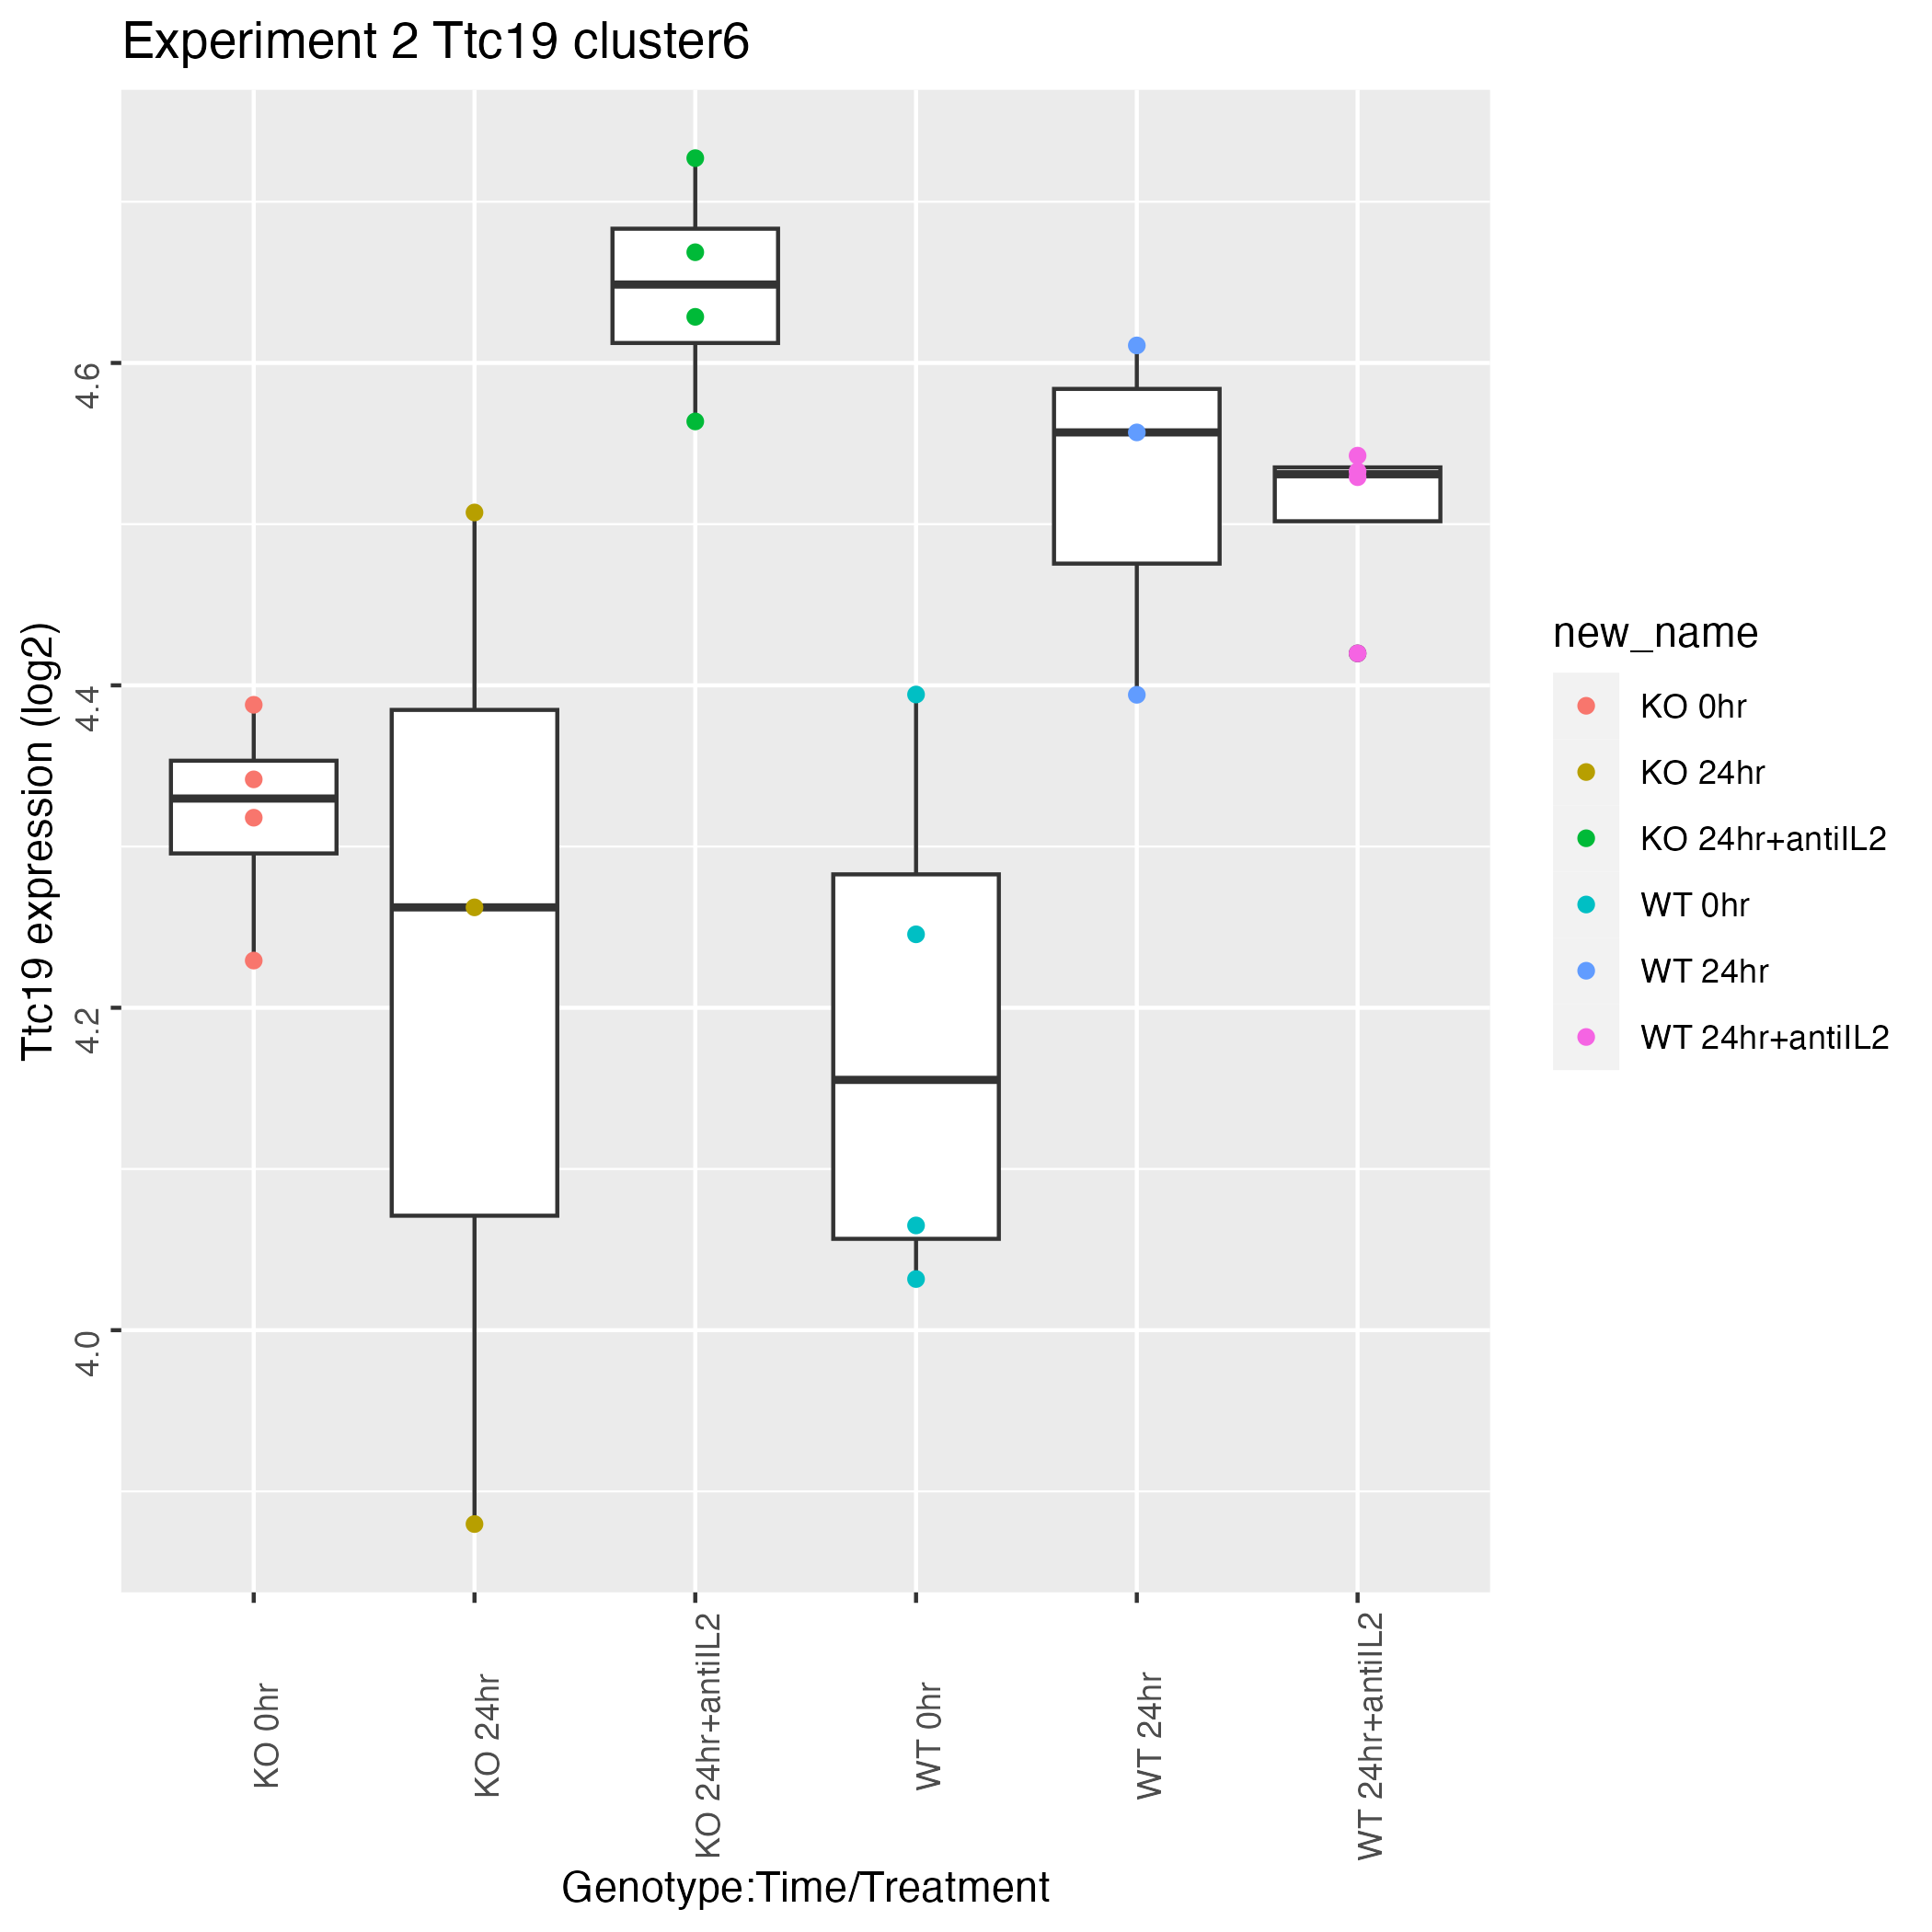 Experiment 2 Ttc19 cluster6
Ttc19 expression (log2)
4.6
4.4
4.2
4.0
KO 0hr
KO 24hr
KO 24hr+antiIL2
WT 0hr
WT 24hr
WT 24hr+antiIL2
Genotype:Time/Treatment
new_name
KO 0hr
KO 24hr
KO 24hr+antiIL2
WT 0hr
WT 24hr
WT 24hr+antiIL2